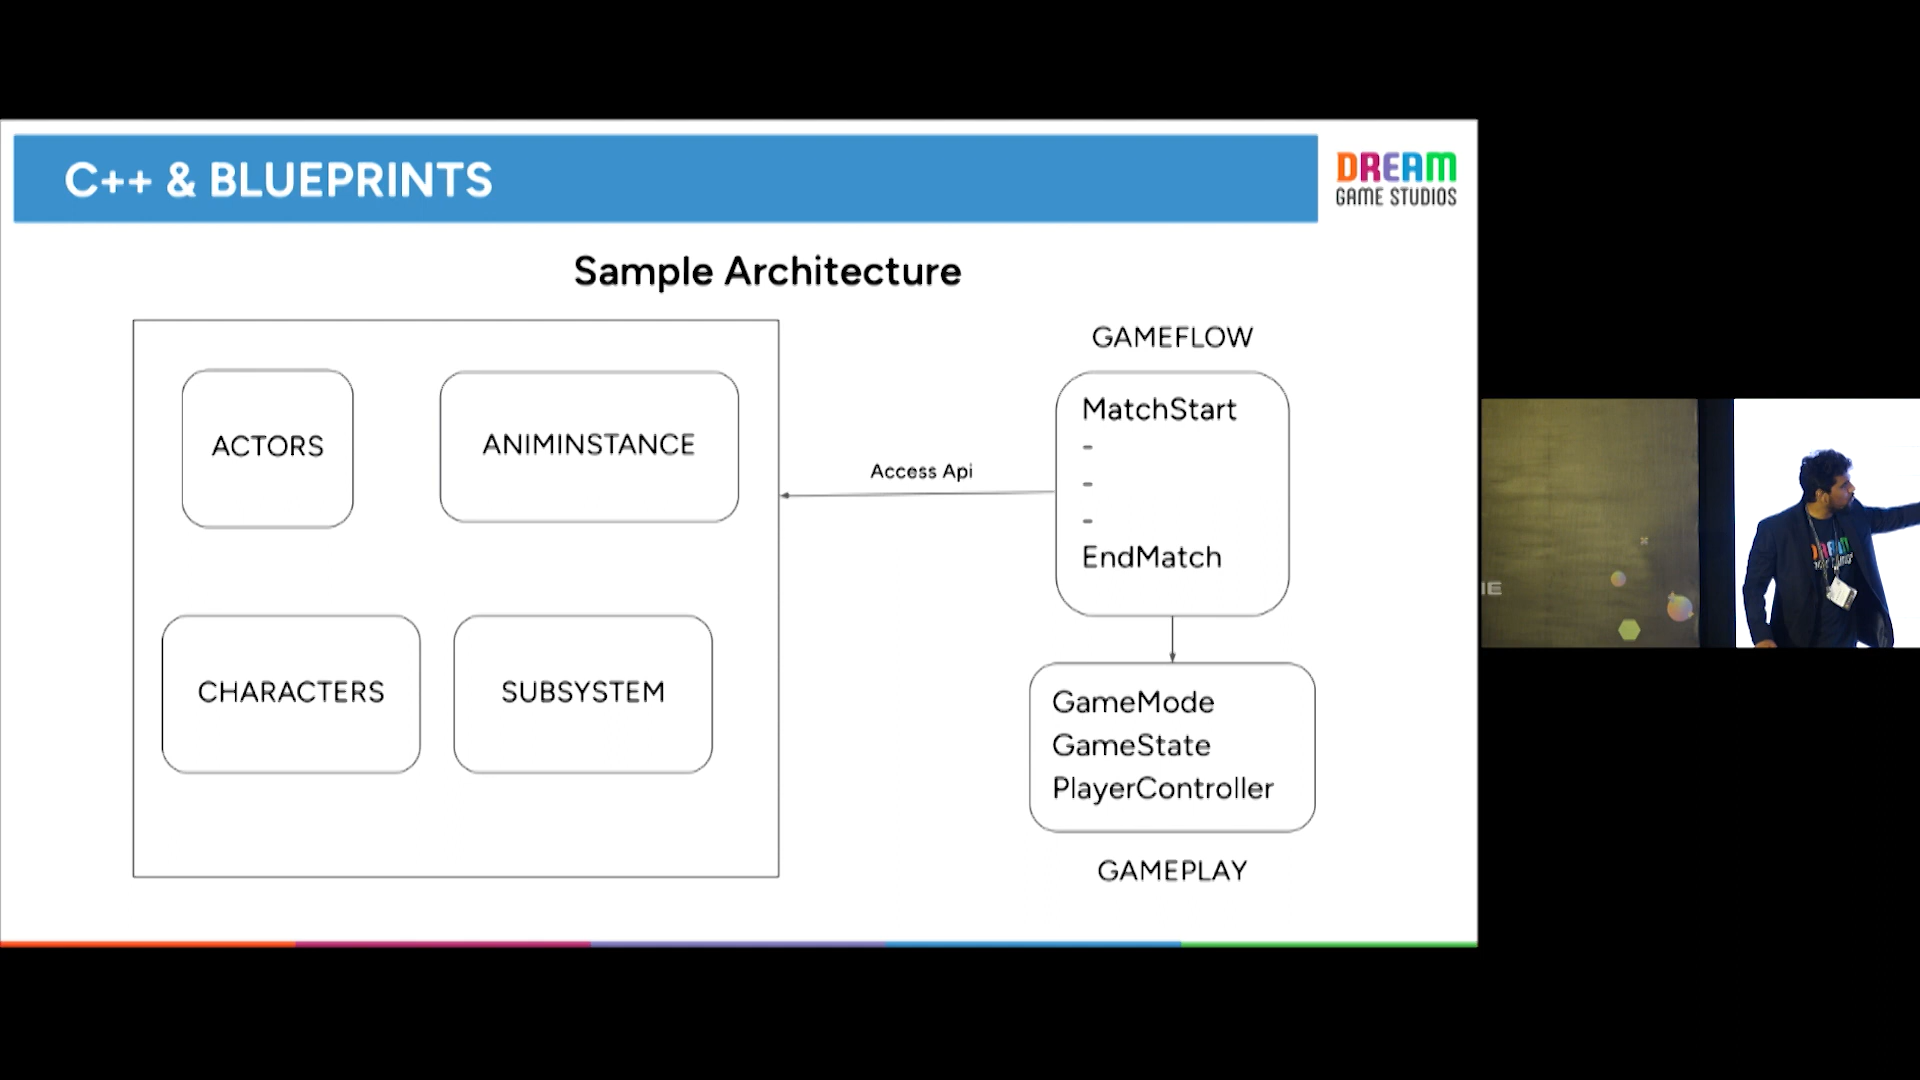 C++ & BLUEPRINTS
DREAM
GAME STUDIOS
Sample Architecture
ACTORS
ANIMINSTANCE
CHARACTERS
SUBSYSTEM
Access Api
GAMEFLOW
MatchStart
-
-
-
EndMatch
GameMode
GameState
PlayerController
GAMEPLAY